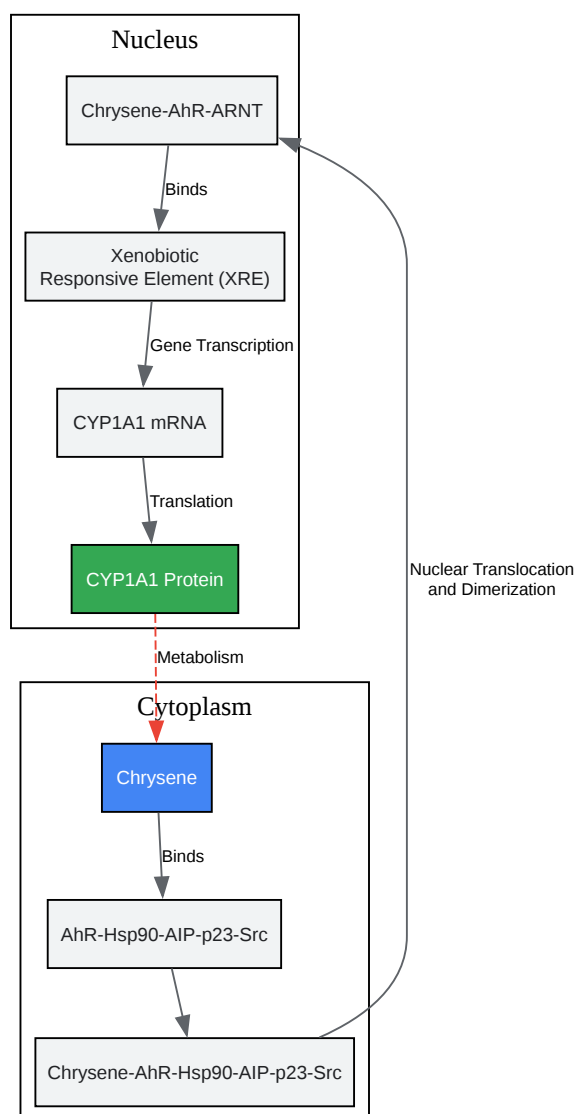 Nucleus
Chrysene-AhR-ARNT
Binds
Xenobiotic
Responsive Element (XRE)
Gene Transcription
CYP1A1 mRNA
Translation
CYP1A1 Protein
Nuclear Translocation
and Dimerization
Metabolism
Cytoplasm
Chrysene
Binds
AhR-Hsp90-AIP-p23-Src
Chrysene-AhR-Hsp90-AIP-p23-Src